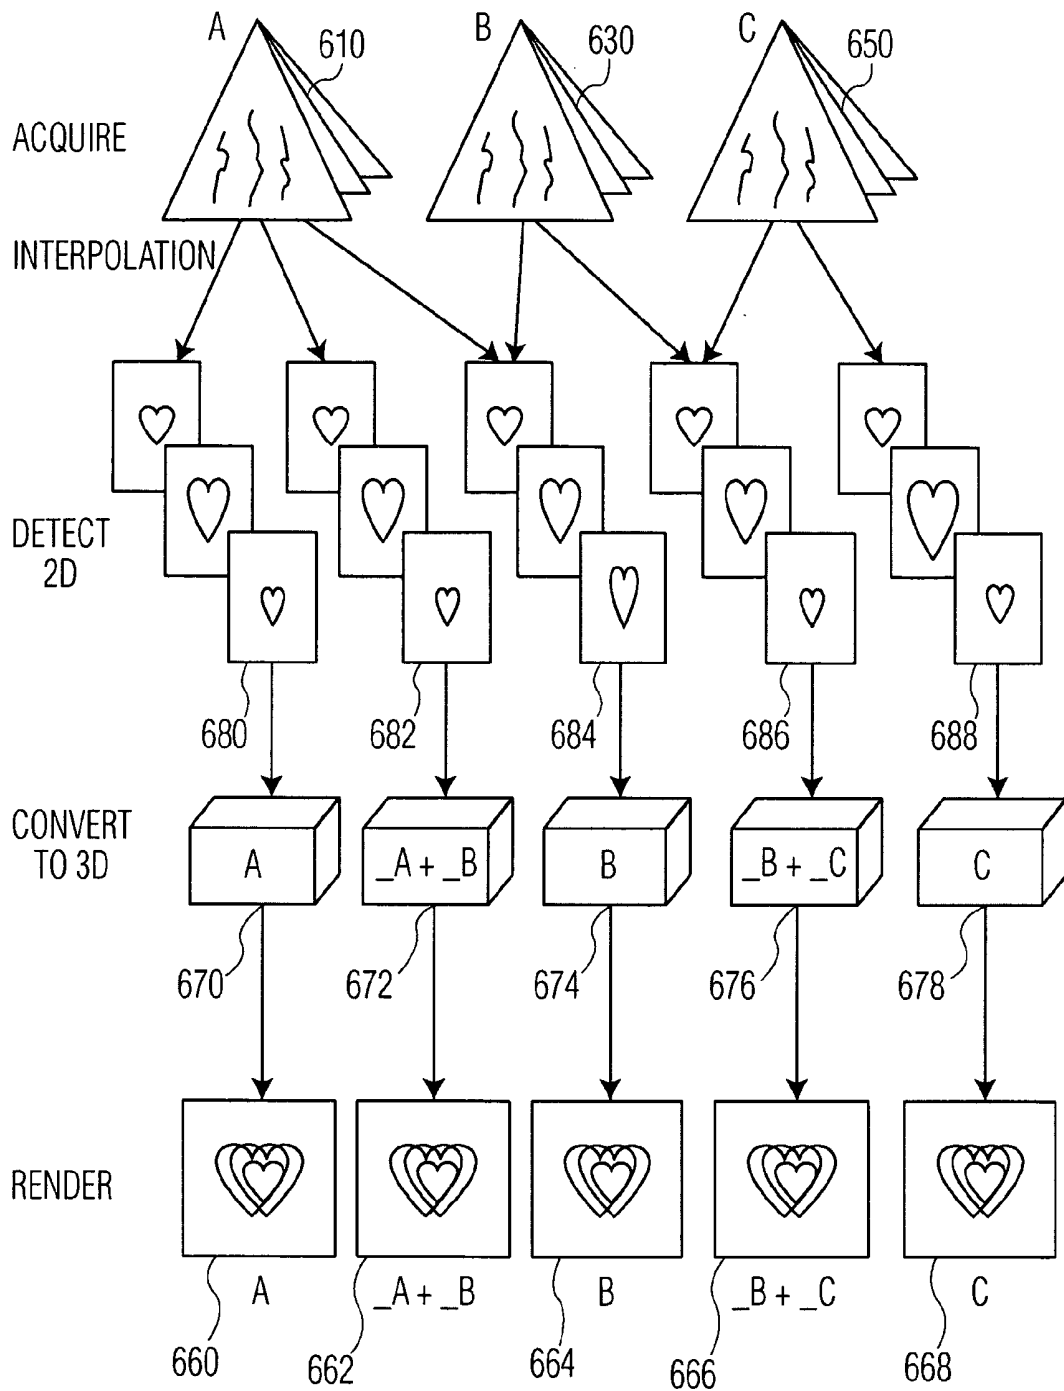 A B C
610 630 650
ACQUIRE
INTERPOLATION
DETECT
2D
680 682 684 686 688
CONVERT
TO 3D
A _A + _B B _B + _C C
670 672 674 676 678
RENDER
A _A + _B B _B + _C C
660 662 664 666 668